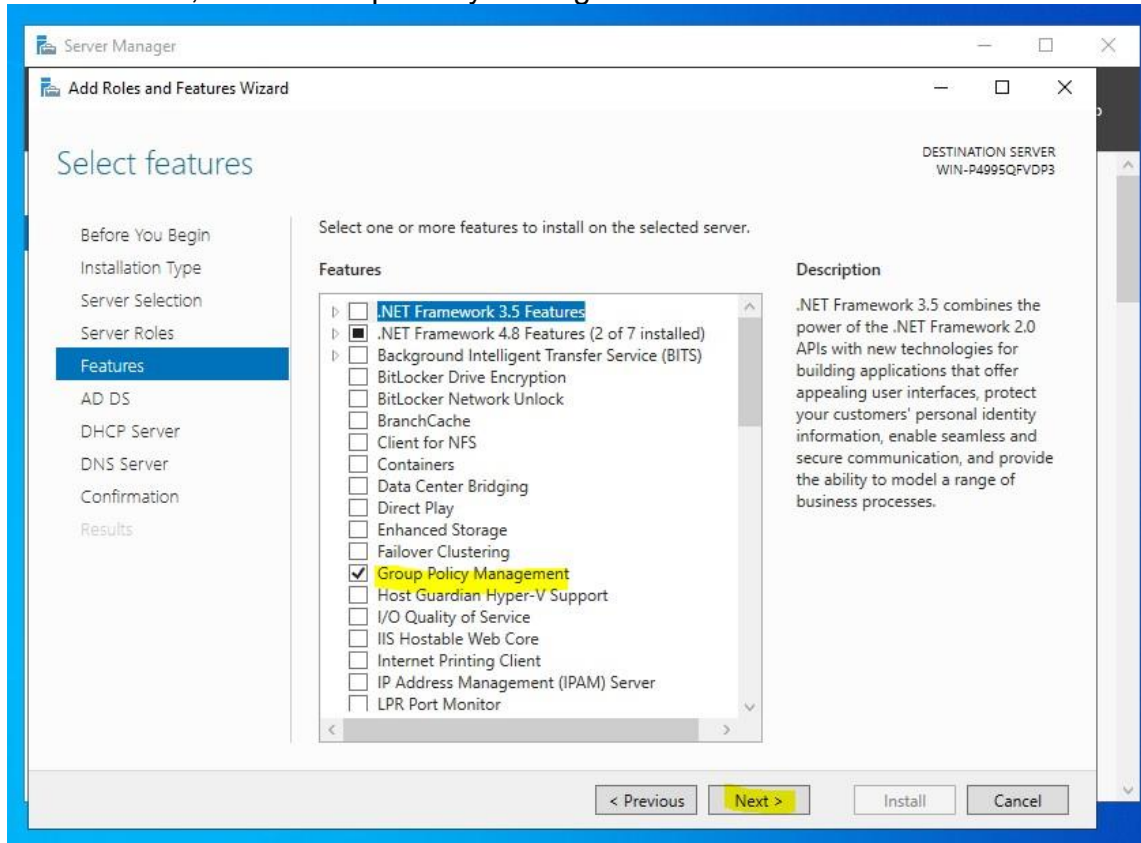 Server Manager
Add Roles and Features Wizard
Select features
DESTINATION SERVER
WIN-P4995QFVDP3
Before You Begin
Installation Type
Server Selection
Server Roles
Features
AD DS
DHCP Server
DNS Server
Confirmation
Results
Select one or more features to install on the selected server.
Features
.NET Framework 3.5 Features
.NET Framework 4.8 Features (2 of 7 installed)
Background Intelligent Transfer Service (BITS)
BitLocker Drive Encryption
BitLocker Network Unlock
BranchCache
Client for NFS
Containers
Data Center Bridging
Direct Play
Enhanced Storage
Failover Clustering
Group Policy Management
Host Guardian Hyper-V Support
I/O Quality of Service
IIS Hostable Web Core
Internet Printing Client
IP Address Management (IPAM) Server
LPR Port Monitor
Description
.NET Framework 3.5 combines the
power of the .NET Framework 2.0
APIs with new technologies for
building applications that offer
appealing user interfaces, protect
your customers' personal identity
information, enable seamless and
secure communication, and provide
the ability to model a range of
business processes.
< Previous
Next >
Install
Cancel